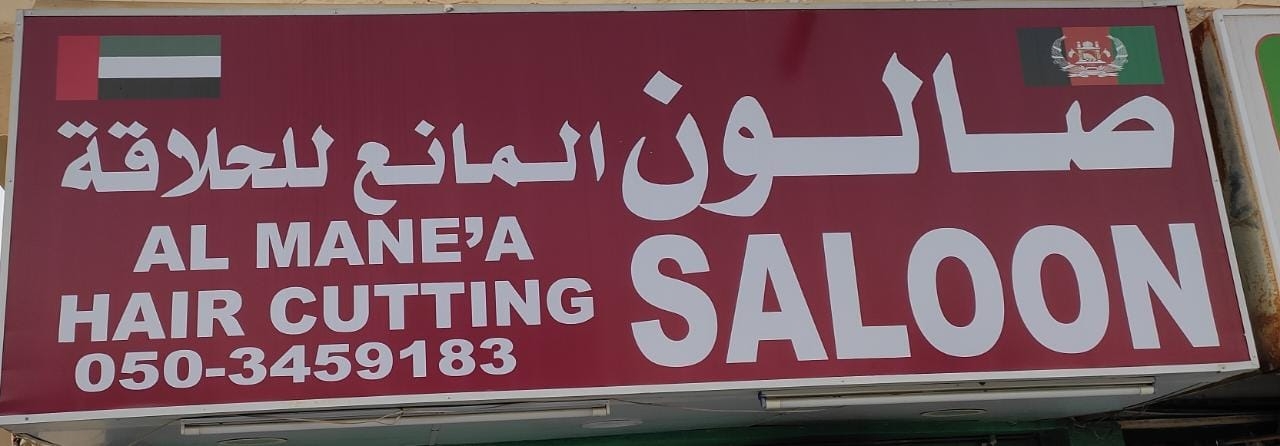 صالون المانع للحلاقة
AL MANE'A
HAIR CUTTING
SALOON
050-3459183